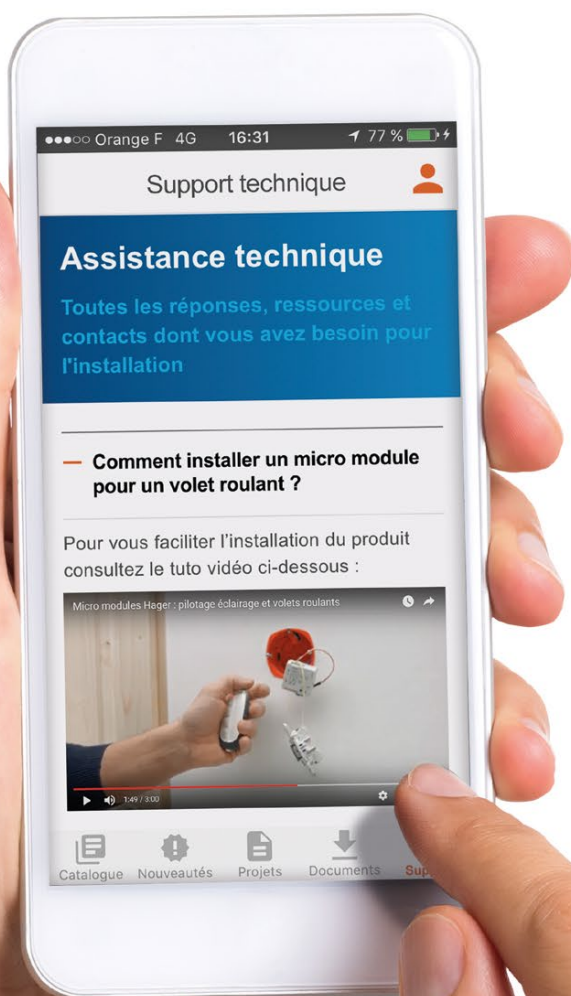 Orange F 4G 16:31 77 %
Support technique
Assistance technique
Toutes les réponses, ressources et
contacts dont vous avez besoin pour
l'installation
Comment installer un micro module
pour un volet roulant ?
Pour vous faciliter l'installation du produit
consultez le tuto vidéo ci-dessous :
Micro modules Hager : pilotage éclairage et volets roulants
1:49 / 3:00
Catalogue Nouveautés Projets Documents